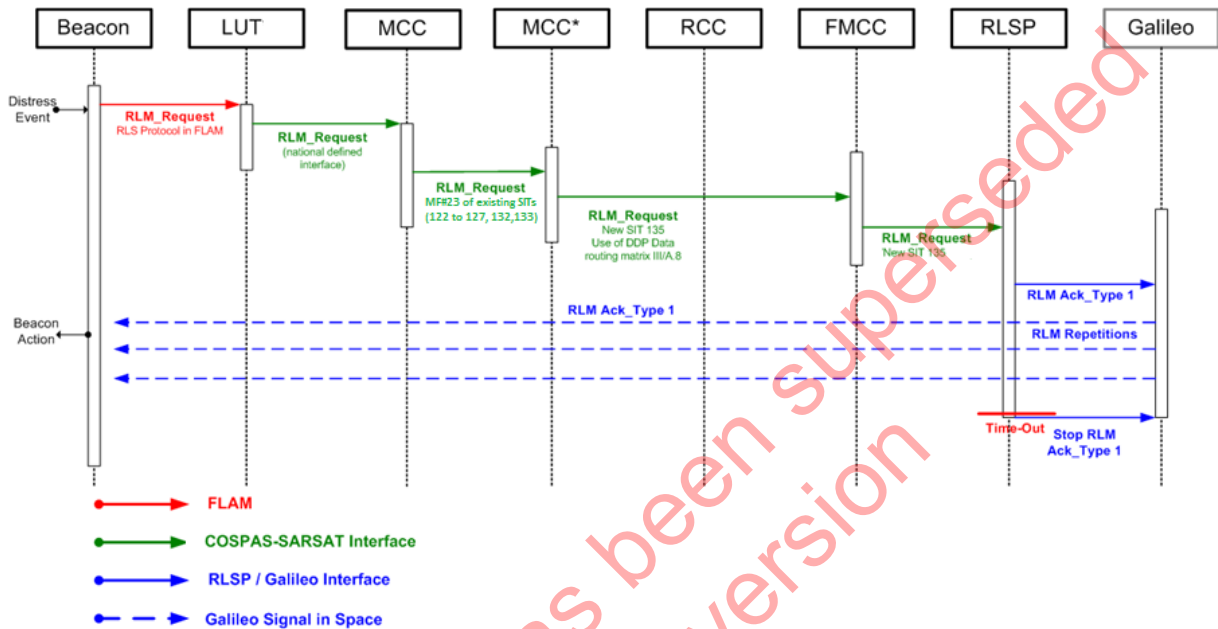 Beacon
LUT
MCC
MCC*
RCC
FMCC
RLSP
Galileo
Distress
Event
RLM_Request
RLS Protocol in FLAM
RLM_Request
(national defined
interface)
RLM_Request
MF#23 of existing SITs
(122 to 127, 132,133)
RLM_Request
New SIT 135
Use of DDP Data
routing matrix III/A.8
RLM_Request
New SIT 135
RLM Ack_Type 1
RLM Ack_Type 1
RLM Repetitions
Beacon
Action
Time-Out
Stop RLM
Ack_Type 1
FLAM
COSPAS-SARSAT Interface
RLSP / Galileo Interface
Galileo Signal in Space
been superseded
version